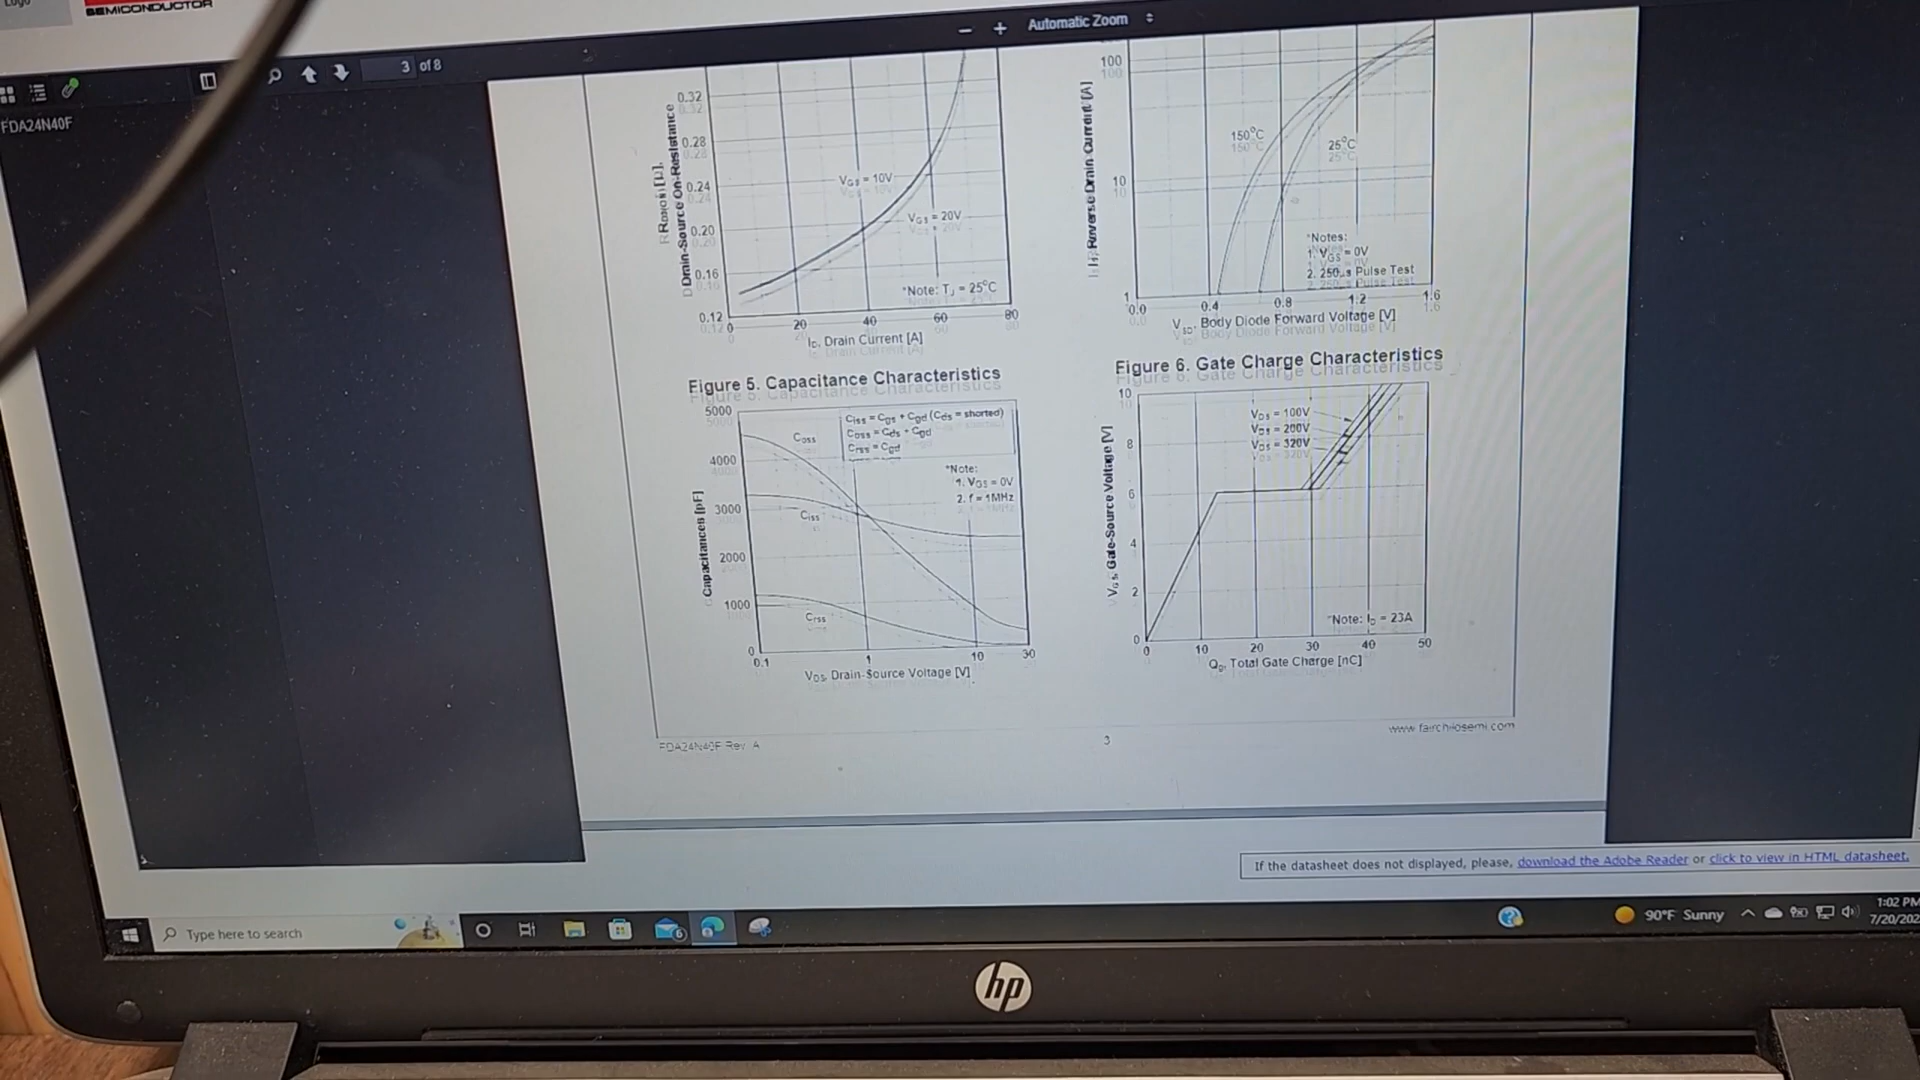 SEMICONDUCTOR
3 of 8
Automatic Zoom
FDA24N40F
Drain-Source On-Resistance
0.32
0.28
0.24
0.20
0.16
0.12
VGS = 10V
VGS = 20V
*Note: TJ = 25°C
0 20 40 60 80
ID, Drain Current [A]
Reverse Drain Current [A]
100
10
1
150°C
25°C
*Notes:
1. VGS = 0V
2. 250μs Pulse Test
0.0 0.4 0.8 1.2 1.6
VSD, Body Diode Forward Voltage [V]
Figure 5. Capacitance Characteristics
Capacitances [pF]
5000
4000
3000
2000
1000
0
Coss
Ciss
Crss
Ciss = Cgs + Cgd (Cds = shorted)
Coss = Cds + Cgd
Crss = Cgd
*Note:
1. VGS = 0V
2. f = 1MHz
0.1 1 10 30
VDS, Drain-Source Voltage [V]
Figure 6. Gate Charge Characteristics
VGS, Gate-Source Voltage [V]
10
8
6
4
2
0
VDS = 100V
VDS = 200V
VDS = 320V
*Note: ID = 23A
0 10 20 30 40 50
Qg, Total Gate Charge [nC]
FDA24N40F Rev. A
3
www.fairchildsemi.com
If the datasheet does not displayed, please, download the Adobe Reader or click to view in HTML datasheet.
Type here to search
6
90°F Sunny
1:02 PM
7/20/202
hp